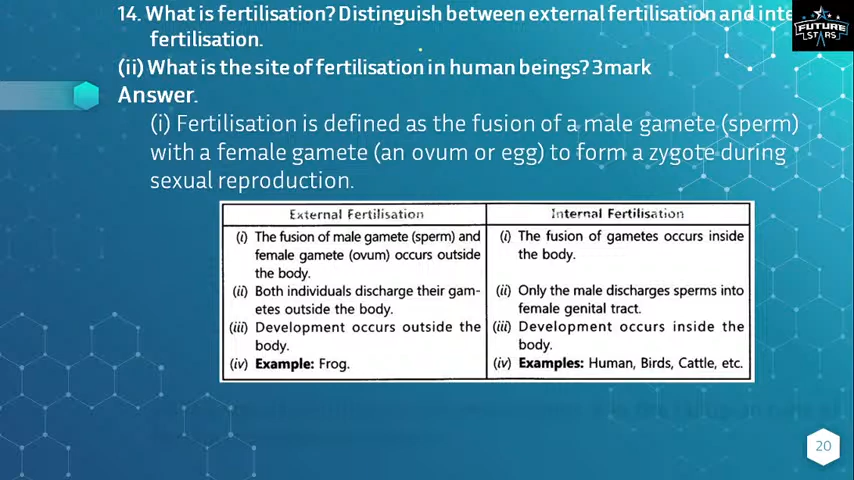 14. What is fertilisation? Distinguish between external fertilisation and inte
fertilisation.
(ii) What is the site of fertilisation in human beings? 3mark
Answer.
(i) Fertilisation is defined as the fusion of a male gamete (sperm)
with a female gamete (an ovum or egg) to form a zygote during
sexual reproduction.
External Fertilisation
(i) The fusion of male gamete (sperm) and
female gamete (ovum) occurs outside
the body.
(ii) Both individuals discharge their gam-
etes outside the body.
(iii) Development occurs outside the
body.
(iv) Example: Frog.
Internal Fertilisation
(i) The fusion of gametes occurs inside
the body.
(ii) Only the male discharges sperms into
female genital tract.
(iii) Development occurs inside the
body.
(iv) Examples: Human, Birds, Cattle, etc.
FUTURE
STARS
20